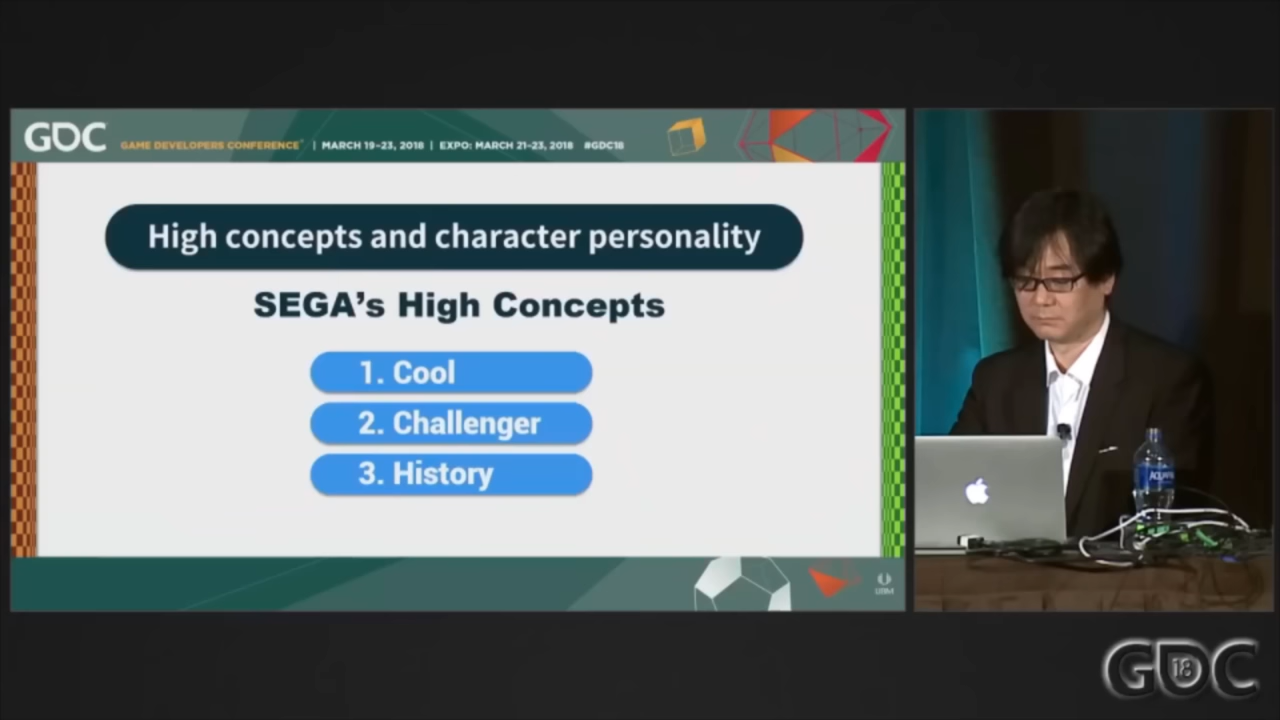 GDC GAME DEVELOPERS CONFERENCE® | MARCH 19-23, 2018 | EXPO: MARCH 21-23, 2018 #GDC18
High concepts and character personality
SEGA's High Concepts
1. Cool
2. Challenger
3. History
UBM
GDC 18